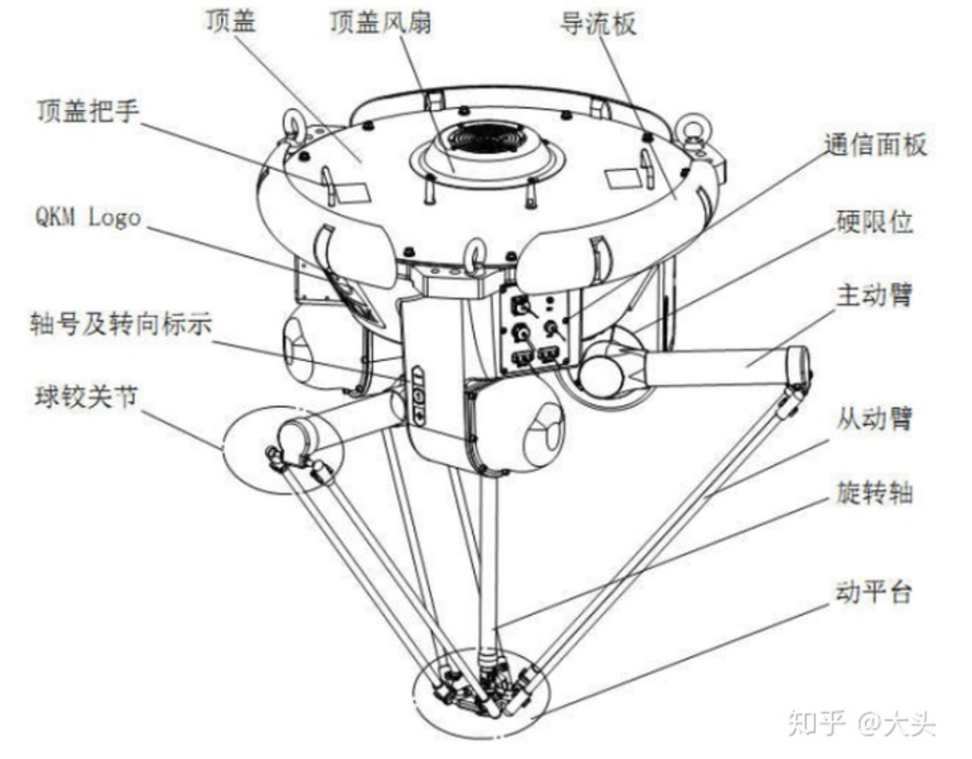 顶盖
顶盖风扇
导流板
顶盖把手
通信面板
QKM Logo
硬限位
主动臂
轴号及转向标示
球铰关节
从动臂
旋转轴
动平台
知乎 @大头